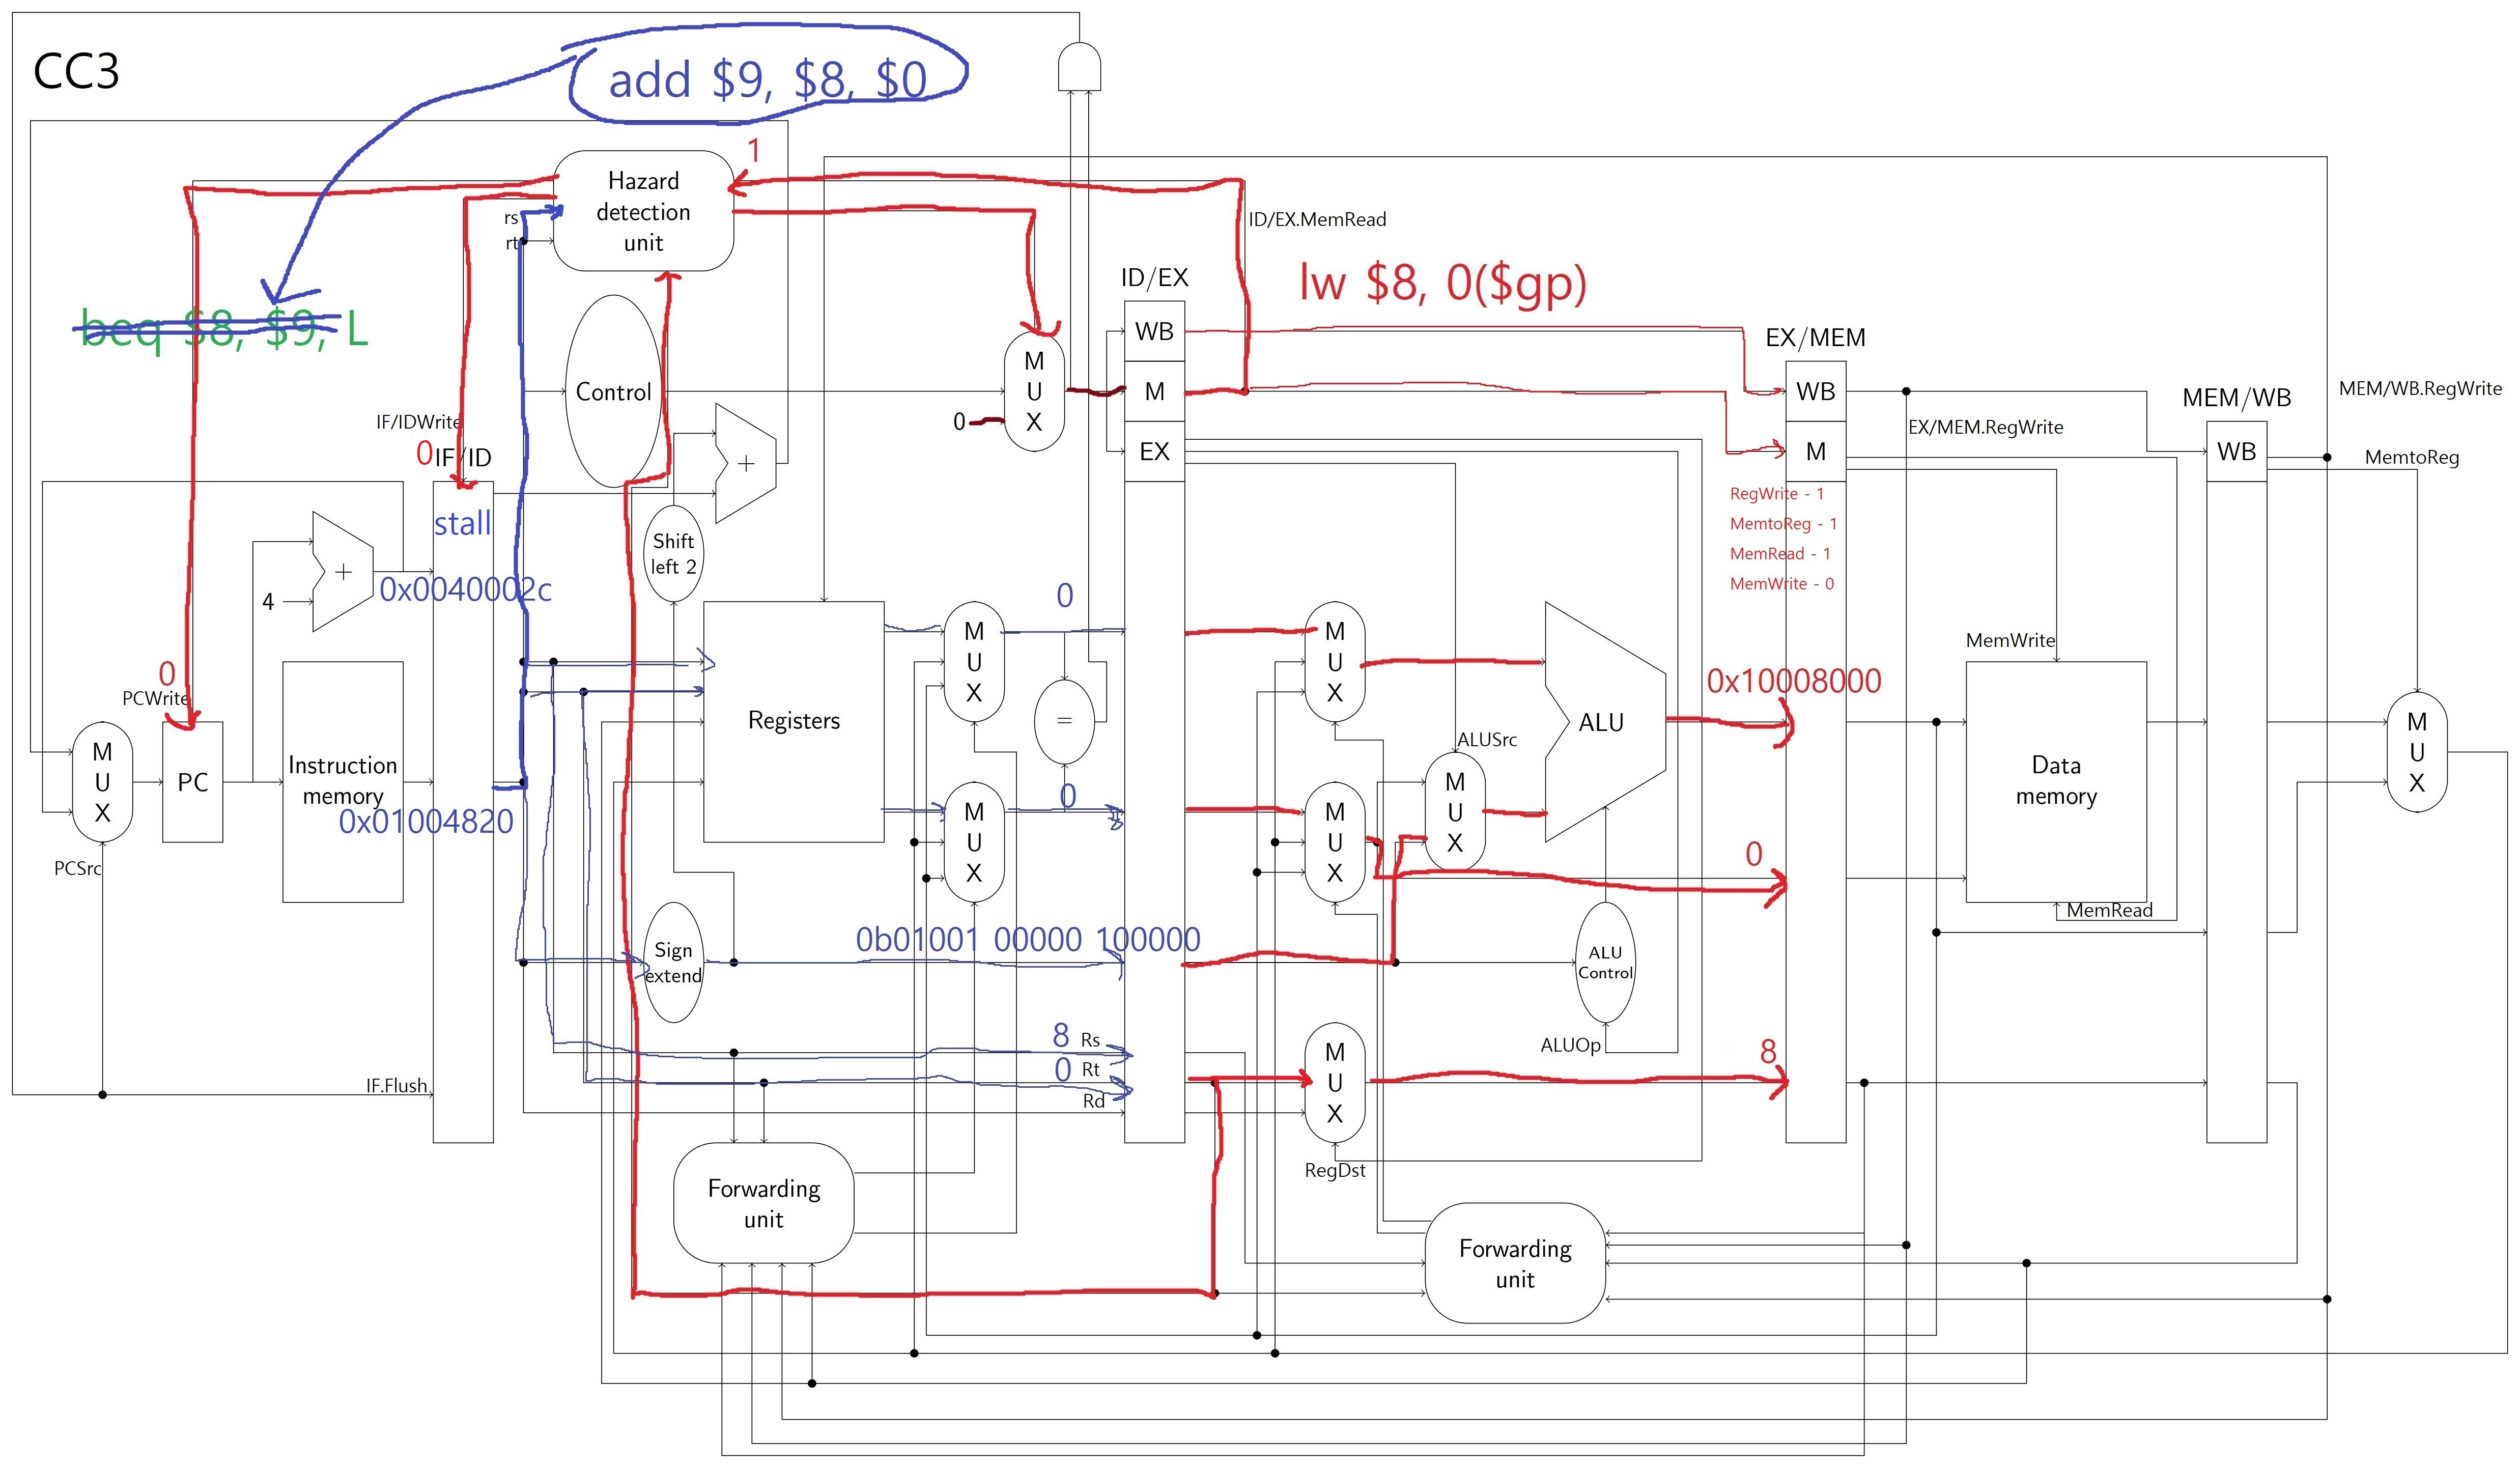 CC3
add $9, $8, $0
1
Hazard
detection
unit
rs
rt
ID/EX.MemRead
ID/EX
lw $8, 0($gp)
beq $8, $9, L
WB
M
EX
M
U
X
0
Control
EX/MEM
WB
M
MEM/WB
WB
MEM/WB.RegWrite
EX/MEM.RegWrite
MemtoReg
IF/IDWrite
0
IF/ID
stall
+
Shift
left 2
RegWrite - 1
MemtoReg - 1
MemRead - 1
MemWrite - 0
+
4
0x0040002c
0
0
PCWrite
M
U
X
PC
Instruction
memory
0x01004820
PCSrc
Registers
M
U
X
=
0
M
U
X
M
U
X
M
U
X
ALUSrc
M
U
X
ALU
0x10008000
MemWrite
Data
memory
MemRead
M
U
X
0
Sign
extend
0b01001 00000 100000
ALU
Control
ALUOp
8 Rs
0 Rt
Rd
M
U
X
8
RegDst
IF.Flush
Forwarding
unit
Forwarding
unit